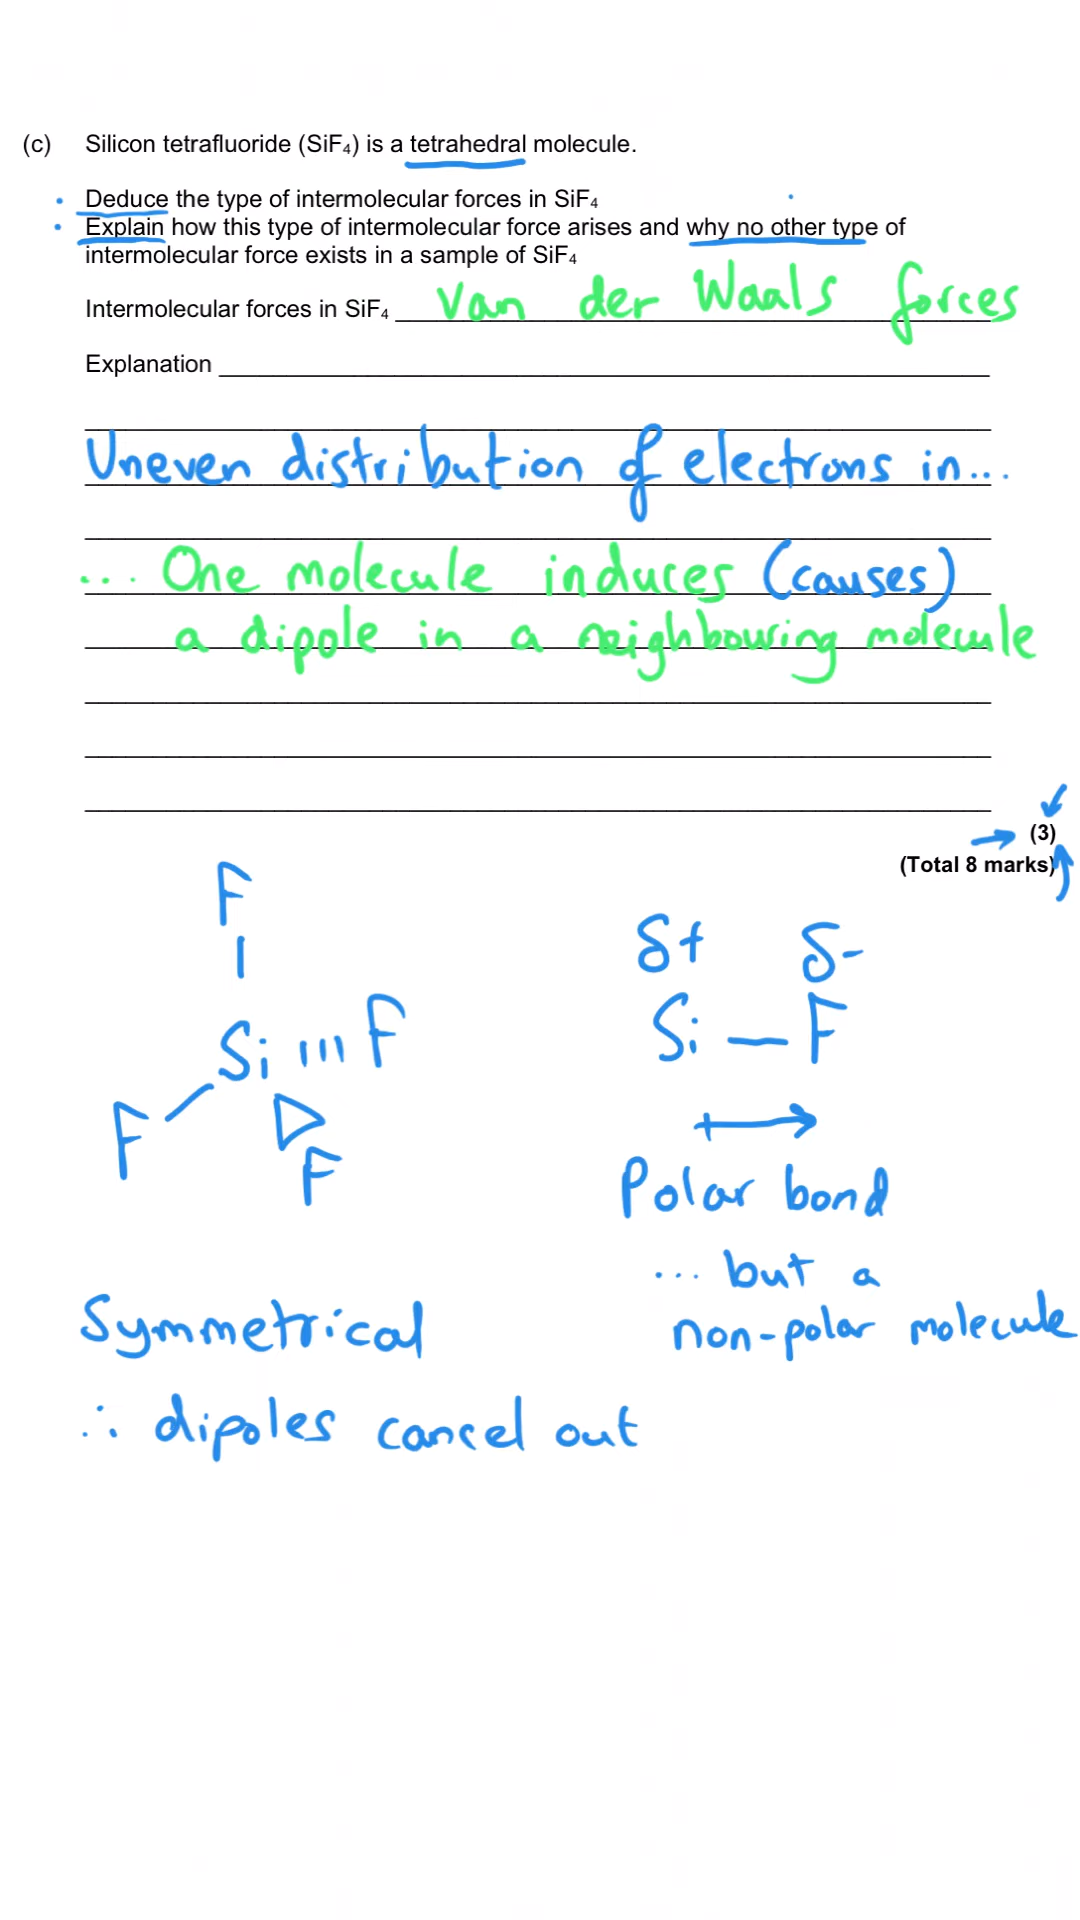 (c) Silicon tetrafluoride (SiF₄) is a tetrahedral molecule.
Deduce the type of intermolecular forces in SiF₄
Explain how this type of intermolecular force arises and why no other type of
intermolecular force exists in a sample of SiF₄
Intermolecular forces in SiF₄ van der Waals forces
Explanation
Uneven distribution of electrons in...
... One molecule induces (causes)
a dipole in a neighbouring molecule
(3)
(Total 8 marks)
F
Si F
F
F
δ+ δ-
Si — F
Polar bond
... but a
non-polar molecule
Symmetrical
∴ dipoles cancel out